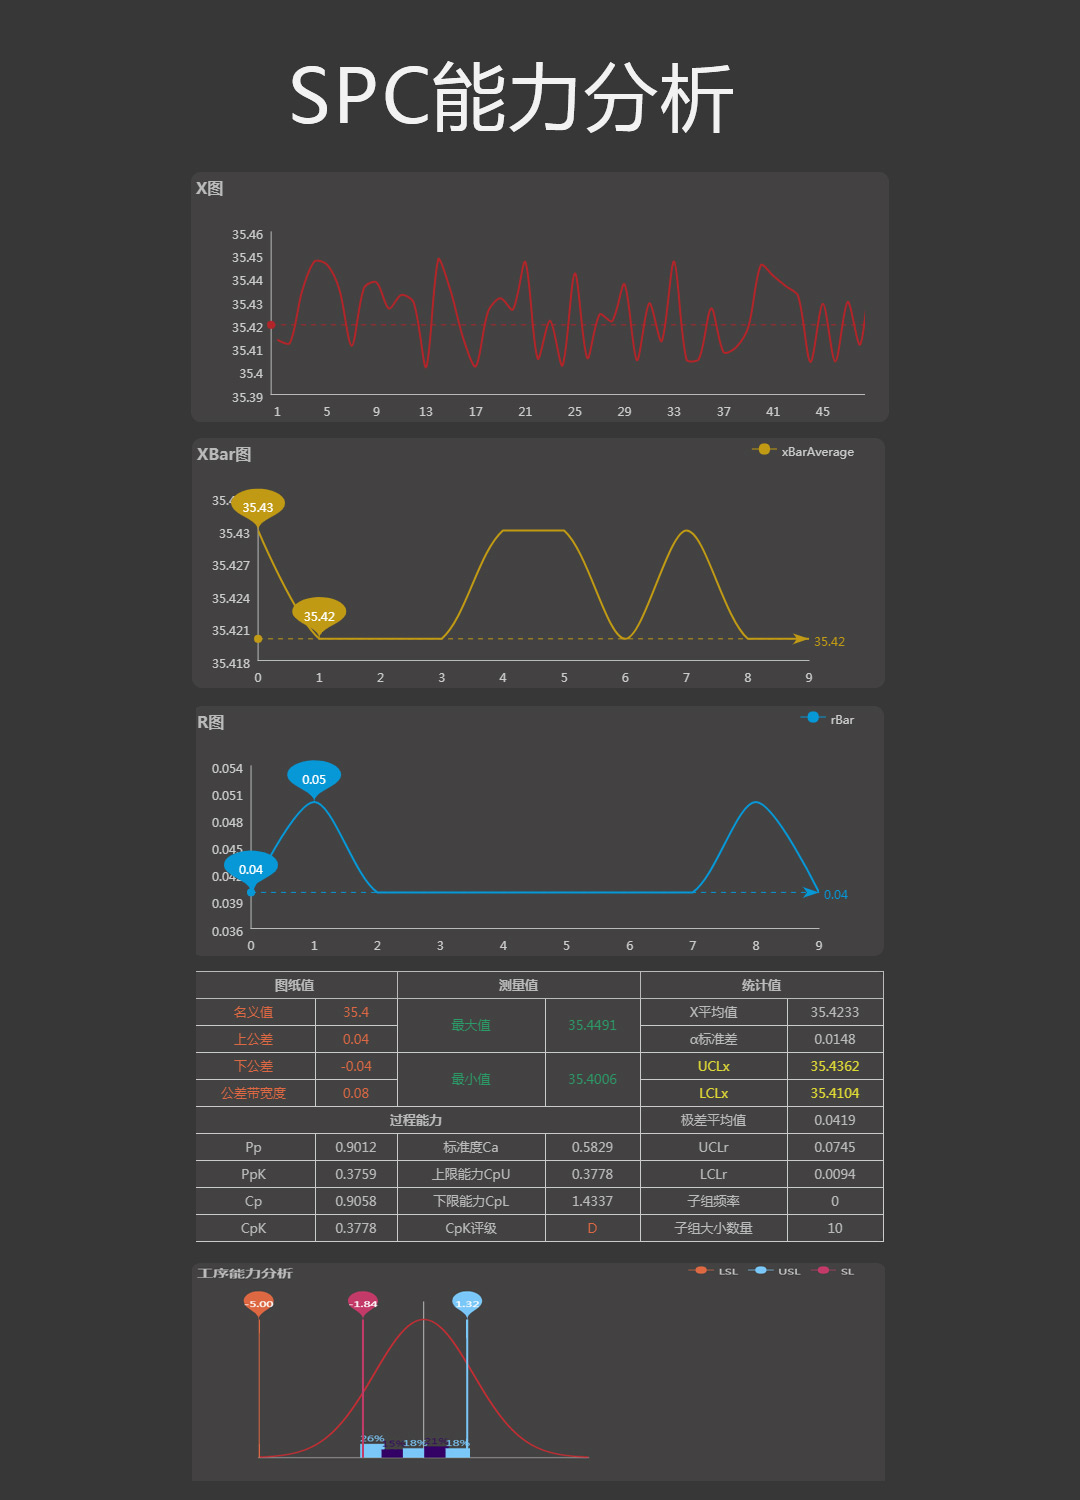 SPC能力分析
X图
35.46
35.45
35.44
35.43
35.42
35.41
35.4
35.39
1 5 9 13 17 21 25 29 33 37 41 45
XBar图 xBarAverage
35.43
35.43
35.427
35.42
35.424
35.421
35.42
35.418
0 1 2 3 4 5 6 7 8 9
R图 rBar
0.054
0.05
0.051
0.048
0.045
0.04
0.039
0.04
0.036
0 1 2 3 4 5 6 7 8 9
图纸值 测量值 统计值
名义值 35.4 最大值 35.4491 X平均值 35.4233
上公差 0.04 α标准差 0.0148
下公差 -0.04 最小值 35.4006 UCLx 35.4362
公差带宽度 0.08 LCLx 35.4104
过程能力 极差平均值 0.0419
Pp 0.9012 标准度Ca 0.5829 UCLr 0.0745
PpK 0.3759 上限能力CpU 0.3778 LCLr 0.0094
Cp 0.9058 下限能力CpL 1.4337 子组频率 0
CpK 0.3778 CpK评级 D 子组大小数量 10
工序能力分析 LSL USL SL
-5.00 -1.84 1.32
26% 18% 18%